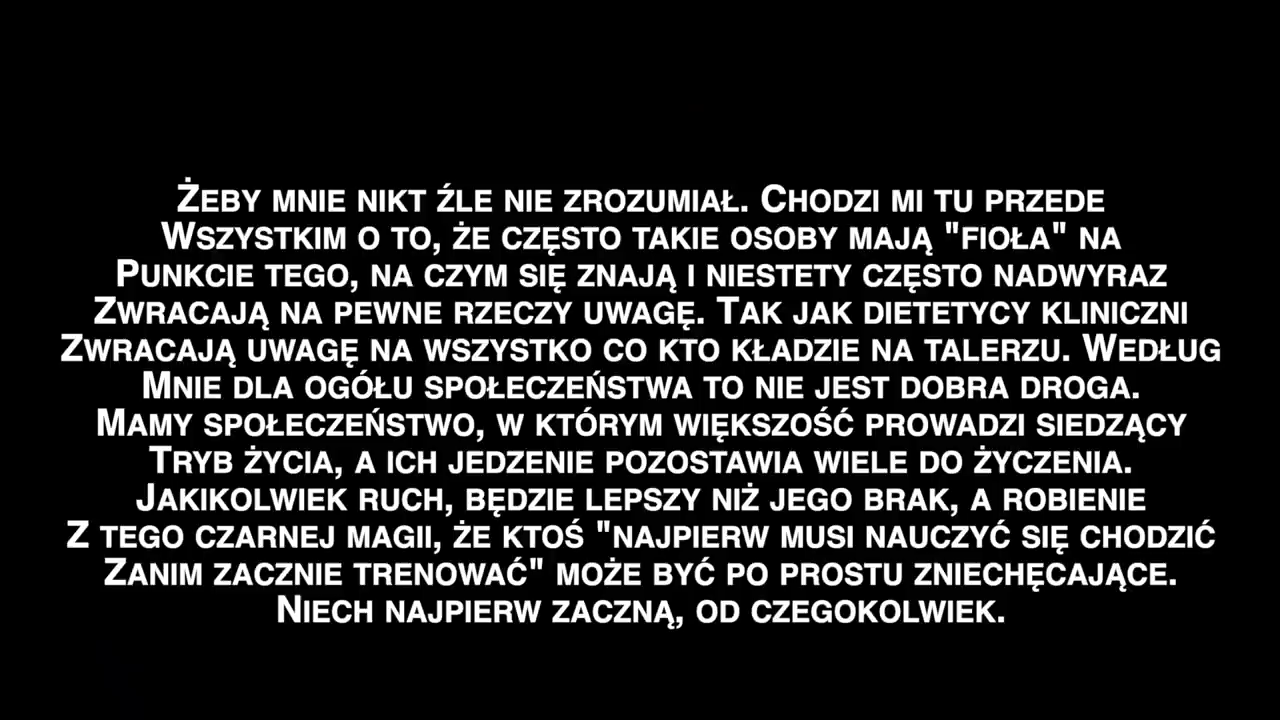 Żeby mnie nikt źle nie zrozumiał. Chodzi mi tu przede
Wszystkim o to, że często takie osoby mają "fioła" na
Punkcie tego, na czym się znają i niestety często nadwyraz
Zwracają na pewne rzeczy uwagę. Tak jak dietetycy kliniczni
Zwracają uwagę na wszystko co kto kładzie na talerzu. Według
Mnie dla ogółu społeczeństwa to nie jest dobra droga.
Mamy społeczeństwo, w którym większość prowadzi siedzący
Tryb życia, a ich jedzenie pozostawia wiele do życzenia.
Jakikolwiek ruch, będzie lepszy niż jego brak, a robienie
Z tego czarnej magii, że ktoś "najpierw musi nauczyć się chodzić
Zanim zacznie trenować" może być po prostu zniechęcające.
Niech najpierw zaczną, od czegokolwiek.